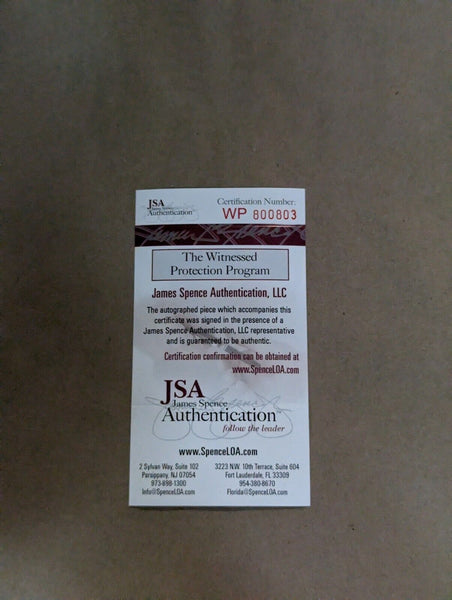 JSA
James Spence
Authentication™
Certification Number:
WP 800803
The Witnessed
Protection Program
James Spence Authentication, LLC
The autographed piece which accompanies this
certificate was signed in the presence of a
James Spence Authentication, LLC representative
and is guaranteed to be authentic.
Certification confirmation can be obtained at
www.SpenceLOA.com
JSA
James Spence
Authentication™
follow the leader
www.SpenceLOA.com
2 Sylvan Way, Suite 102
Parsippany, NJ 07054
973-898-1300
Info@SpenceLOA.com
3223 N.W. 10th Terrace, Suite 604
Fort Lauderdale, FL 33309
954-380-8670
Florida@SpenceLOA.com